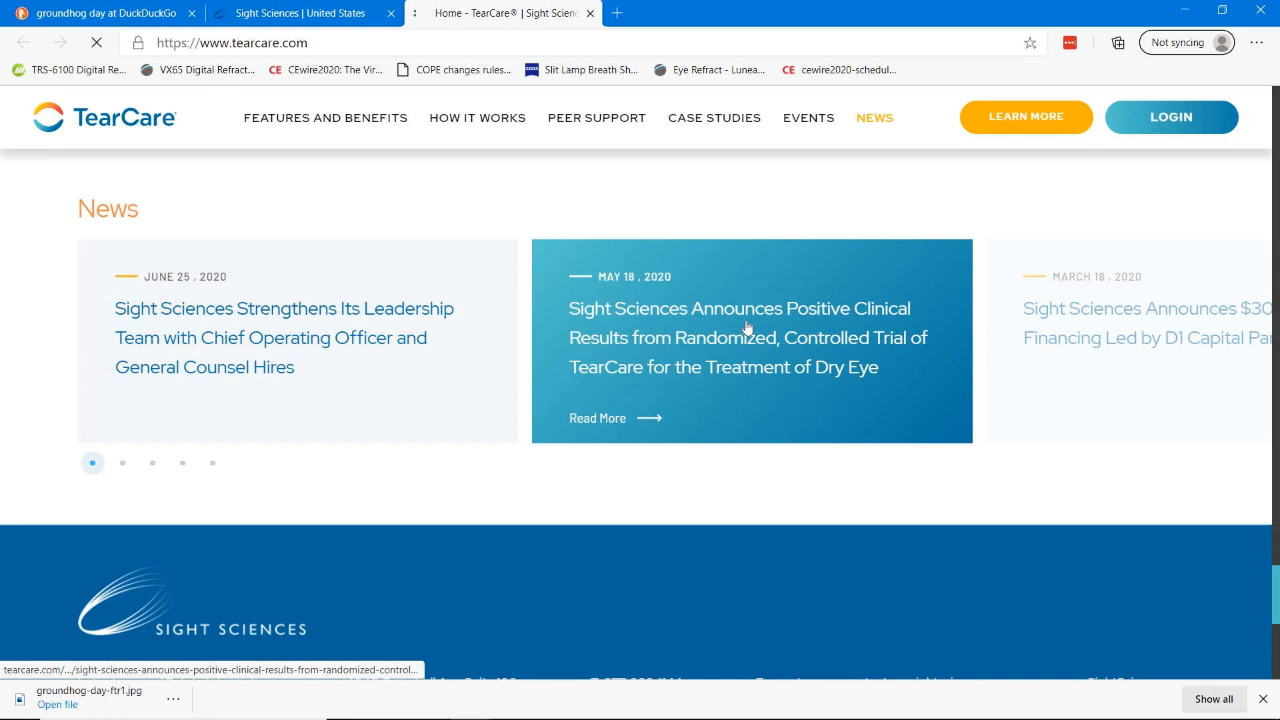 groundhog day at DuckDuckGo
Sight Sciences | United States
Home - TearCare® | Sight Scienc
https://www.tearcare.com
Not syncing
TRS-6100 Digital Re...
VX65 Digital Refract...
CE CEwire2020: The Vir...
COPE changes rules...
ZEISS Slit Lamp Breath Sh...
Eye Refract - Lunea...
CE cewire2020-schedul...
TearCare®
FEATURES AND BENEFITS
HOW IT WORKS
PEER SUPPORT
CASE STUDIES
EVENTS
NEWS
LEARN MORE
LOGIN
News
JUNE 25 , 2020
Sight Sciences Strengthens Its Leadership
Team with Chief Operating Officer and
General Counsel Hires
MAY 18 , 2020
Sight Sciences Announces Positive Clinical
Results from Randomized, Controlled Trial of
TearCare for the Treatment of Dry Eye
Read More
MARCH 18 , 2020
Sight Sciences Announces $30
Financing Led by D1 Capital Par
SIGHT SCIENCES
tearcare.com/.../sight-sciences-announces-positive-clinical-results-from-randomized-control...
groundhog-day-ftr1.jpg
Open file
Show all